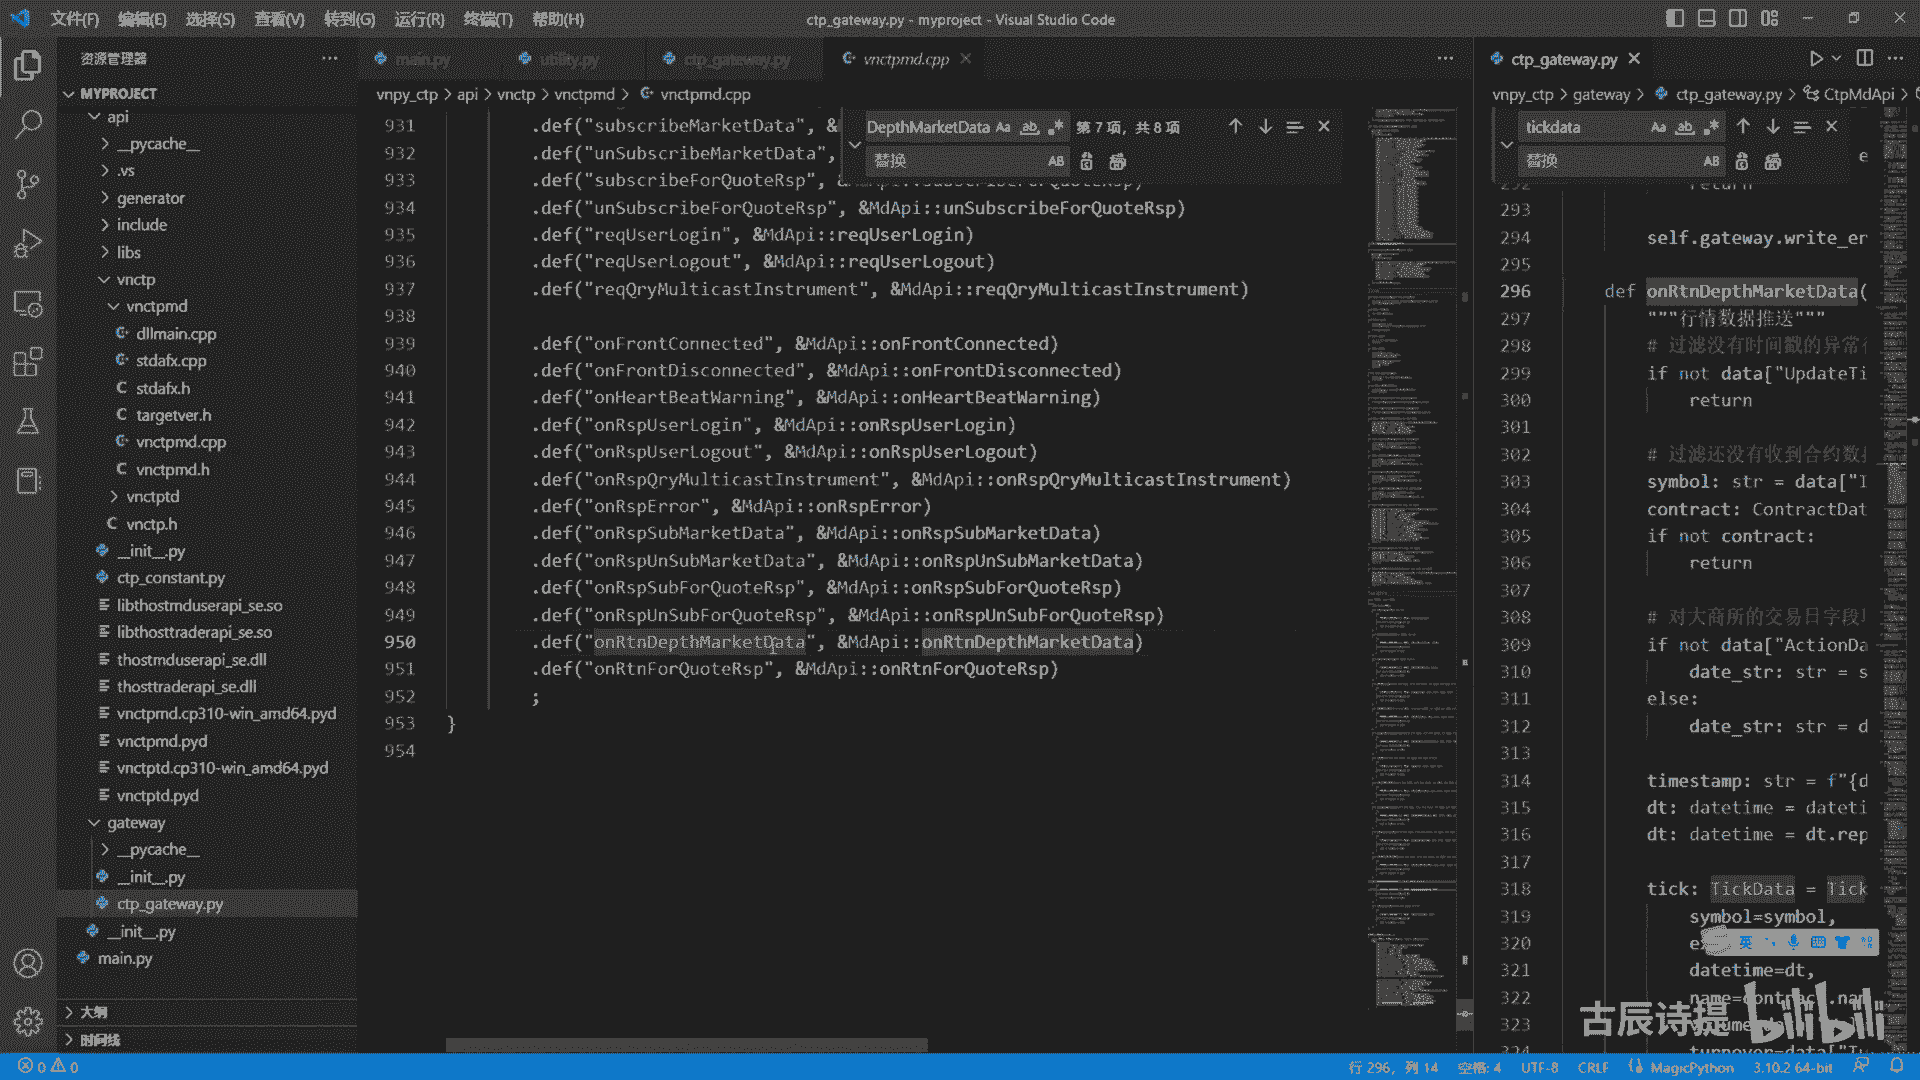 文件(F) 编辑(E) 选择(S) 查看(V) 转到(G) 运行(R) 终端(T) 帮助(H)
ctp_gateway.py - myproject - Visual Studio Code
资源管理器
MYPROJECT
api
__pycache__
.vs
generator
include
libs
vnctp
vnctpmd
dllmain.cpp
stdafx.cpp
stdafx.h
targetver.h
vnctpmd.cpp
vnctpmd.h
vnctptd
vnctp.h
__init__.py
ctp_constant.py
libthostmduserapi_se.so
libthosttraderapi_se.so
thostmduserapi_se.dll
thosttraderapi_se.dll
vnctpmd.cp310-win_amd64.pyd
vnctpmd.pyd
vnctptd.cp310-win_amd64.pyd
vnctptd.pyd
gateway
__pycache__
__init__.py
ctp_gateway.py
__init__.py
main.py
大纲
时间线
main.py utility.py ctp_gateway.py vnctpmd.cpp
vnpy_ctp > api > vnctp > vnctpmd > vnctpmd.cpp
DepthMarketData Aa ab 第 7 项，共 8 项
替换 AB
931 .def("subscribeMarketData", &
932 .def("unSubscribeMarketData",
933 .def("subscribeForQuoteRsp",
934 .def("unSubscribeForQuoteRsp", &MdApi::unSubscribeForQuoteRsp)
935 .def("reqUserLogin", &MdApi::reqUserLogin)
936 .def("reqUserLogout", &MdApi::reqUserLogout)
937 .def("reqQryMulticastInstrument", &MdApi::reqQryMulticastInstrument)
938
939 .def("onFrontConnected", &MdApi::onFrontConnected)
940 .def("onFrontDisconnected", &MdApi::onFrontDisconnected)
941 .def("onHeartBeatWarning", &MdApi::onHeartBeatWarning)
942 .def("onRspUserLogin", &MdApi::onRspUserLogin)
943 .def("onRspUserLogout", &MdApi::onRspUserLogout)
944 .def("onRspQryMulticastInstrument", &MdApi::onRspQryMulticastInstrument)
945 .def("onRspError", &MdApi::onRspError)
946 .def("onRspSubMarketData", &MdApi::onRspSubMarketData)
947 .def("onRspUnSubMarketData", &MdApi::onRspUnSubMarketData)
948 .def("onRspSubForQuoteRsp", &MdApi::onRspSubForQuoteRsp)
949 .def("onRspUnSubForQuoteRsp", &MdApi::onRspUnSubForQuoteRsp)
950 .def("onRtnDepthMarketData", &MdApi::onRtnDepthMarketData)
951 .def("onRtnForQuoteRsp", &MdApi::onRtnForQuoteRsp)
952 ;
953 }
954
ctp_gateway.py
vnpy_ctp > gateway > ctp_gateway.py > CtpMdApi >
tickdata Aa ab
替换 AB
292 return
293
294 self.gateway.write_er
295
296 def onRtnDepthMarketData(
297 """行情数据推送"""
298 # 过滤没有时间戳的异常
299 if not data["UpdateTi
300 return
301
302 # 过滤还没有收到合约数
303 symbol: str = data["I
304 contract: ContractDat
305 if not contract:
306 return
307
308 # 对大商所的交易日字段
309 if not data["ActionDa
310 date_str: str = s
311 else:
312 date_str: str = d
313
314 timestamp: str = f"{d
315 dt: datetime = dateti
316 dt: datetime = dt.rep
317
318 tick: TickData = Tick
319 symbol=symbol,
320
321 datetime=dt,
322 name=contract.nam
323
324
英
古辰诗提 bilibili
0 0
行 296，列 14 空格: 4 UTF-8 CRLF MagicPython 3.10.2 64-bit